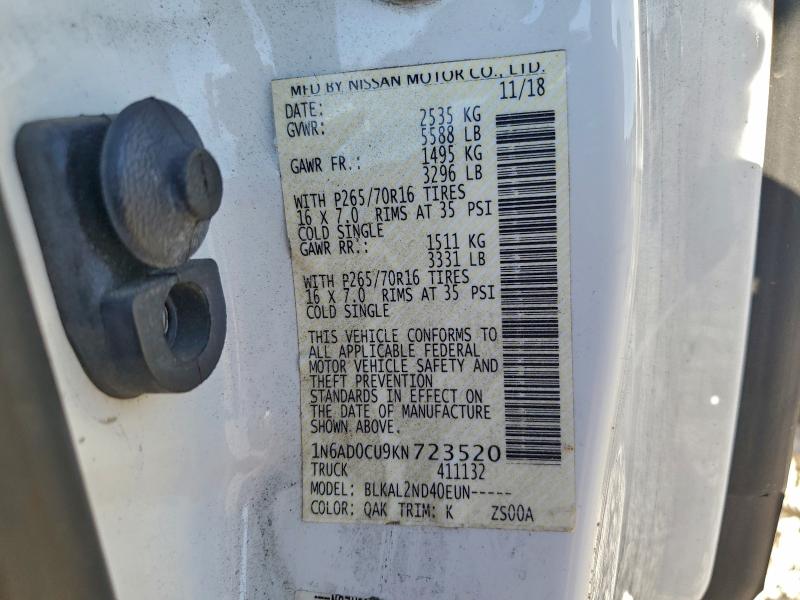 MFD BY NISSAN MOTOR CO., LTD.
DATE: 11/18
GVWR: 2535 KG
5588 LB
GAWR FR.: 1495 KG
3296 LB
WITH P265/70R16 TIRES
16 X 7.0 RIMS AT 35 PSI
COLD SINGLE
GAWR RR.: 1511 KG
3331 LB
WITH P265/70R16 TIRES
16 X 7.0 RIMS AT 35 PSI
COLD SINGLE
THIS VEHICLE CONFORMS TO
ALL APPLICABLE FEDERAL
MOTOR VEHICLE SAFETY AND
THEFT PREVENTION
STANDARDS IN EFFECT ON
THE DATE OF MANUFACTURE
SHOWN ABOVE.
1N6AD0CU9KN723520
TRUCK 411132
MODEL: BLKAL2ND40EUN-----
COLOR: QAK TRIM: K ZS00A